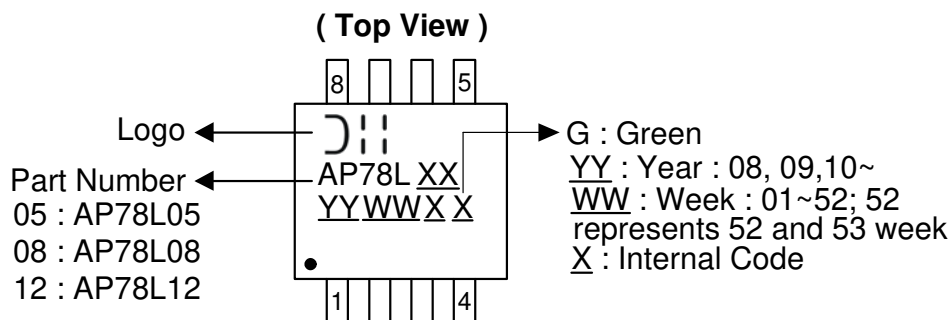 ( Top View )
8 5
Logo
AP78L XX
YYWWX X
Part Number
05 : AP78L05
08 : AP78L08
12 : AP78L12
G : Green
YY : Year : 08, 09,10~
WW : Week : 01~52; 52
represents 52 and 53 week
X : Internal Code
1 4